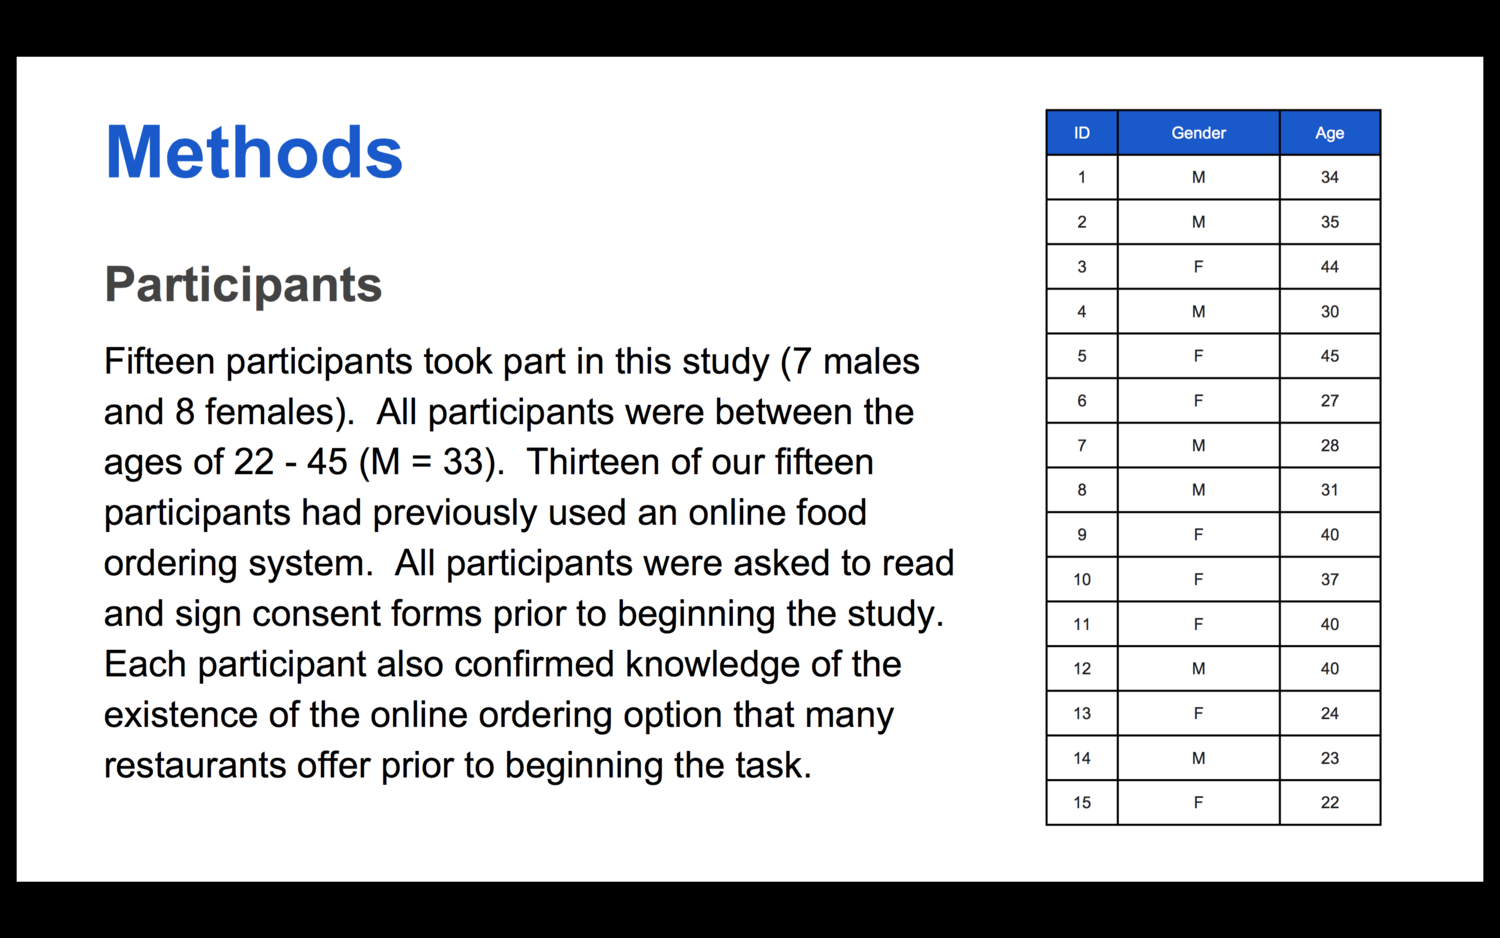 Methods
Participants
Fifteen participants took part in this study (7 males
and 8 females).  All participants were between the
ages of 22 - 45 (M = 33).  Thirteen of our fifteen
participants had previously used an online food
ordering system.  All participants were asked to read
and sign consent forms prior to beginning the study.
Each participant also confirmed knowledge of the
existence of the online ordering option that many
restaurants offer prior to beginning the task.
ID Gender Age
1 M 34
2 M 35
3 F 44
4 M 30
5 F 45
6 F 27
7 M 28
8 M 31
9 F 40
10 F 37
11 F 40
12 M 40
13 F 24
14 M 23
15 F 22